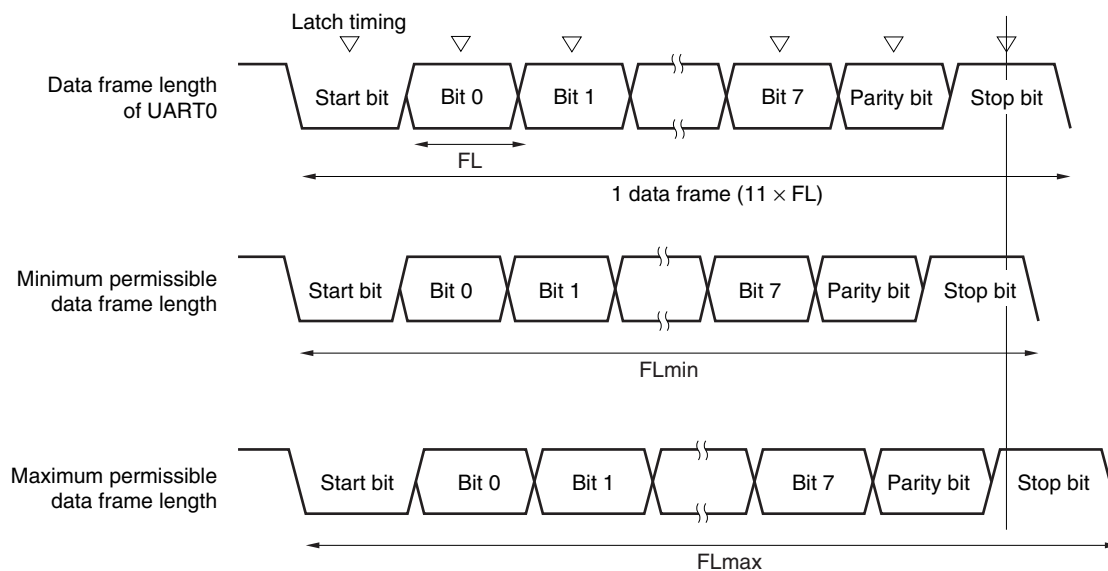 Latch timing
Data frame length
of UART0
Start bit
Bit 0
Bit 1
Bit 7
Parity bit
Stop bit
FL
1 data frame (11 × FL)
Minimum permissible
data frame length
Start bit
Bit 0
Bit 1
Bit 7
Parity bit
Stop bit
FLmin
Maximum permissible
data frame length
Start bit
Bit 0
Bit 1
Bit 7
Parity bit
Stop bit
FLmax